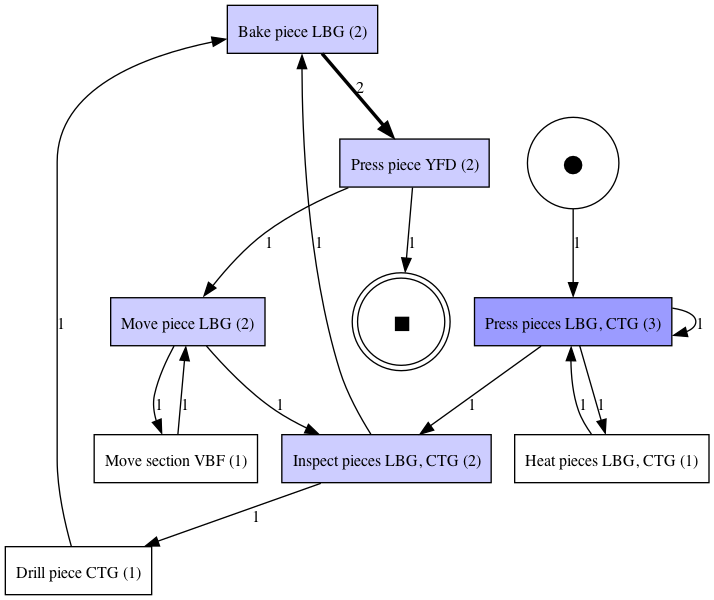 Bake piece LBG (2)
2
Press piece YFD (2)
1
1
1
1
1
Move piece LBG (2)
Press pieces LBG, CTG (3)
1
1
1
1
1
1
1
1
Move section VBF (1)
Inspect pieces LBG, CTG (2)
Heat pieces LBG, CTG (1)
1
Drill piece CTG (1)